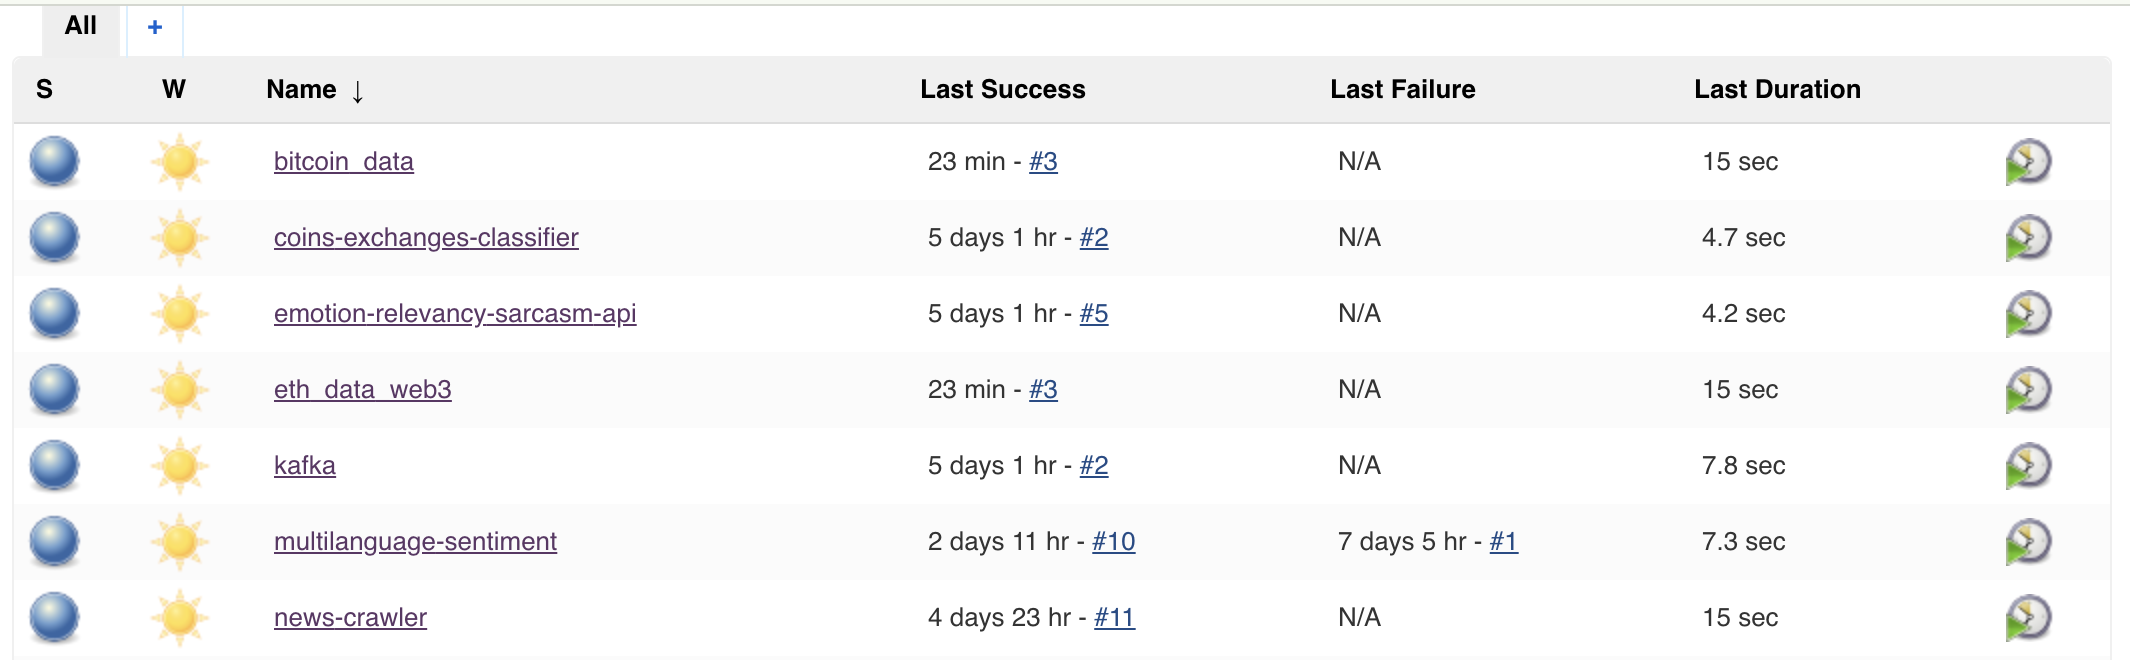 All +
S W Name ↓ Last Success Last Failure Last Duration
bitcoin_data 23 min - #3 N/A 15 sec
coins-exchanges-classifier 5 days 1 hr - #2 N/A 4.7 sec
emotion-relevancy-sarcasm-api 5 days 1 hr - #5 N/A 4.2 sec
eth_data_web3 23 min - #3 N/A 15 sec
kafka 5 days 1 hr - #2 N/A 7.8 sec
multilanguage-sentiment 2 days 11 hr - #10 7 days 5 hr - #1 7.3 sec
news-crawler 4 days 23 hr - #11 N/A 15 sec